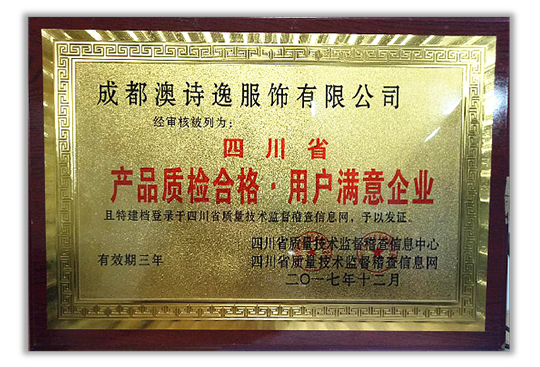 成都澳诗逸服饰有限公司
经审核被列为：
四川省
产品质检合格·用户满意企业
且特建档登录于四川省质量技术监督稽查信息网，予以发证。
四川省质量技术监督稽查信息中心
有效期三年 四川省质量技术监督稽查信息网
二〇一七年十二月